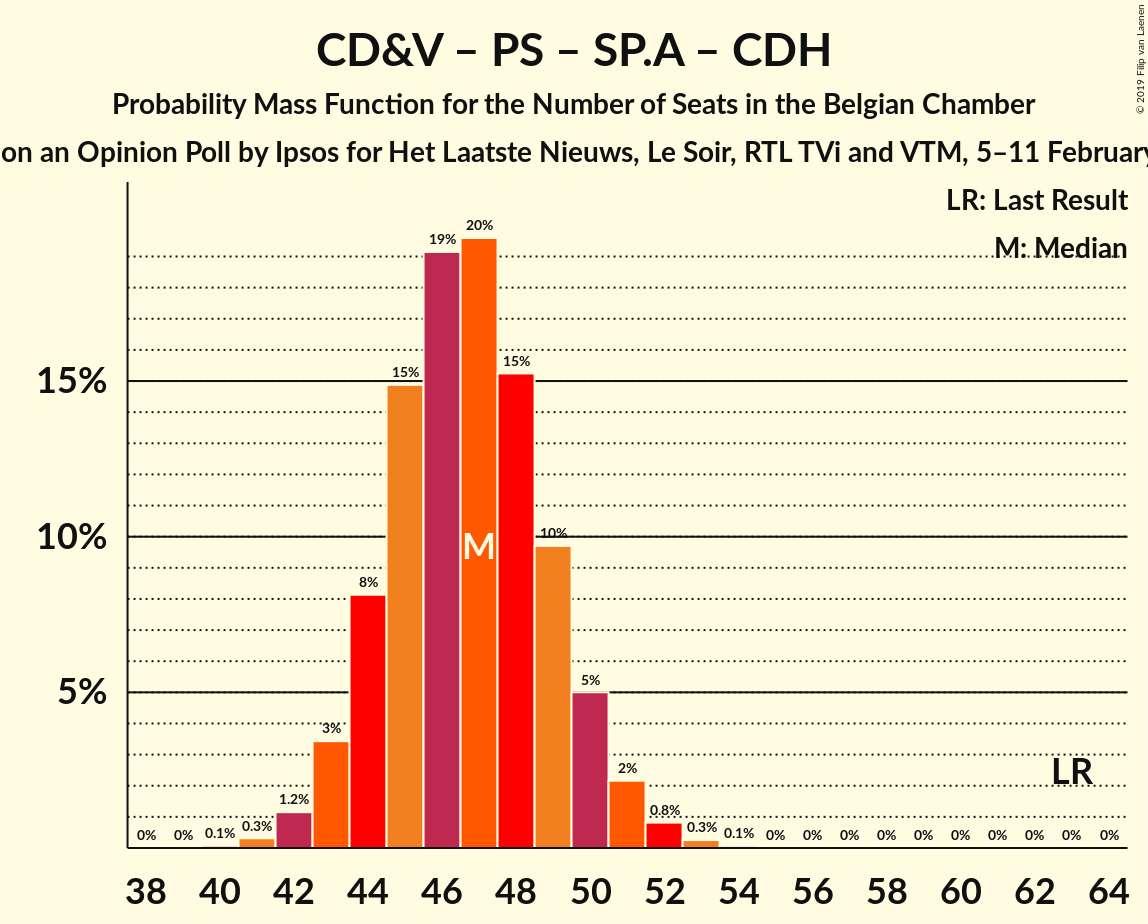 CD&V – PS – SP.A – CDH
Probability Mass Function for the Number of Seats in the Belgian Chamber
on an Opinion Poll by Ipsos for Het Laatste Nieuws, Le Soir, RTL TVi and VTM, 5–11 February
© 2019 Filip van Laenen
LR: Last Result
M: Median
15%
10%
5%
0% 0% 0.1% 0.3% 1.2% 3% 8% 15% 19% 20% 15% 10% 5% 2% 0.8% 0.3% 0.1% 0% 0% 0% 0% 0% 0% 0% 0% 0% 0%
M
LR
38 40 42 44 46 48 50 52 54 56 58 60 62 64